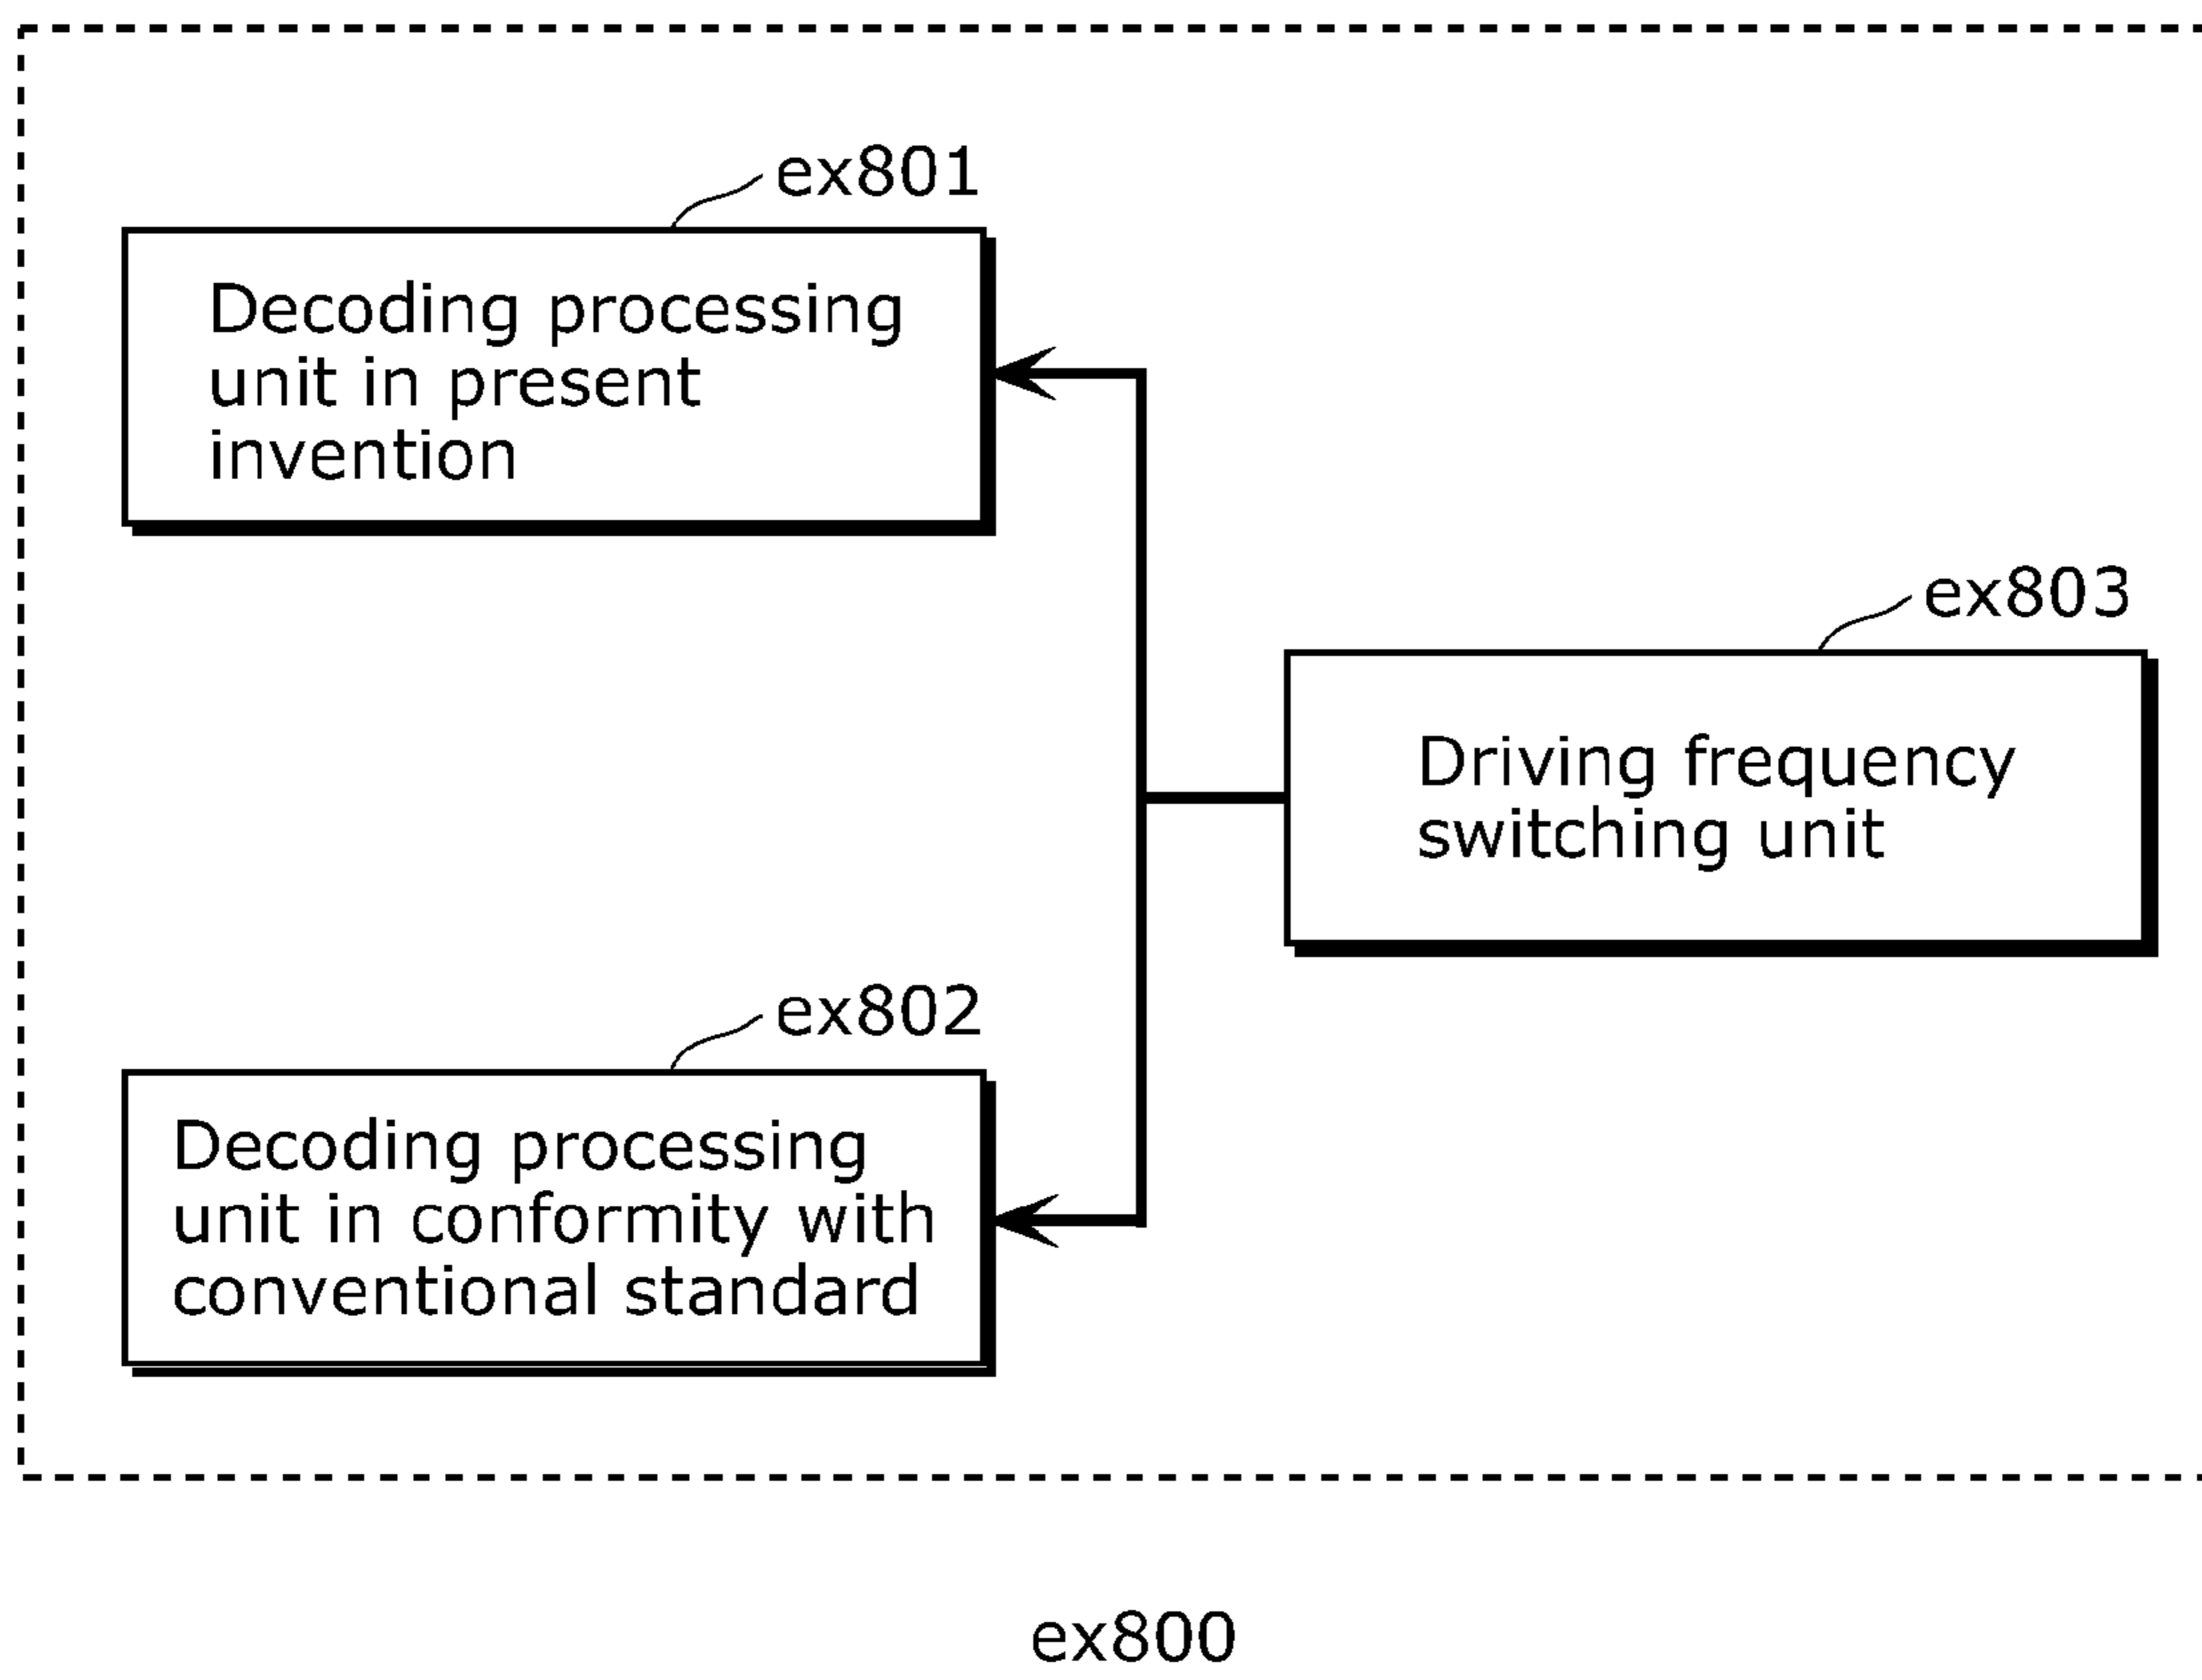 ex801
Decoding processing
unit in present
invention
ex803
Driving frequency
switching unit
ex802
Decoding processing
unit in conformity with
conventional standard
ex800